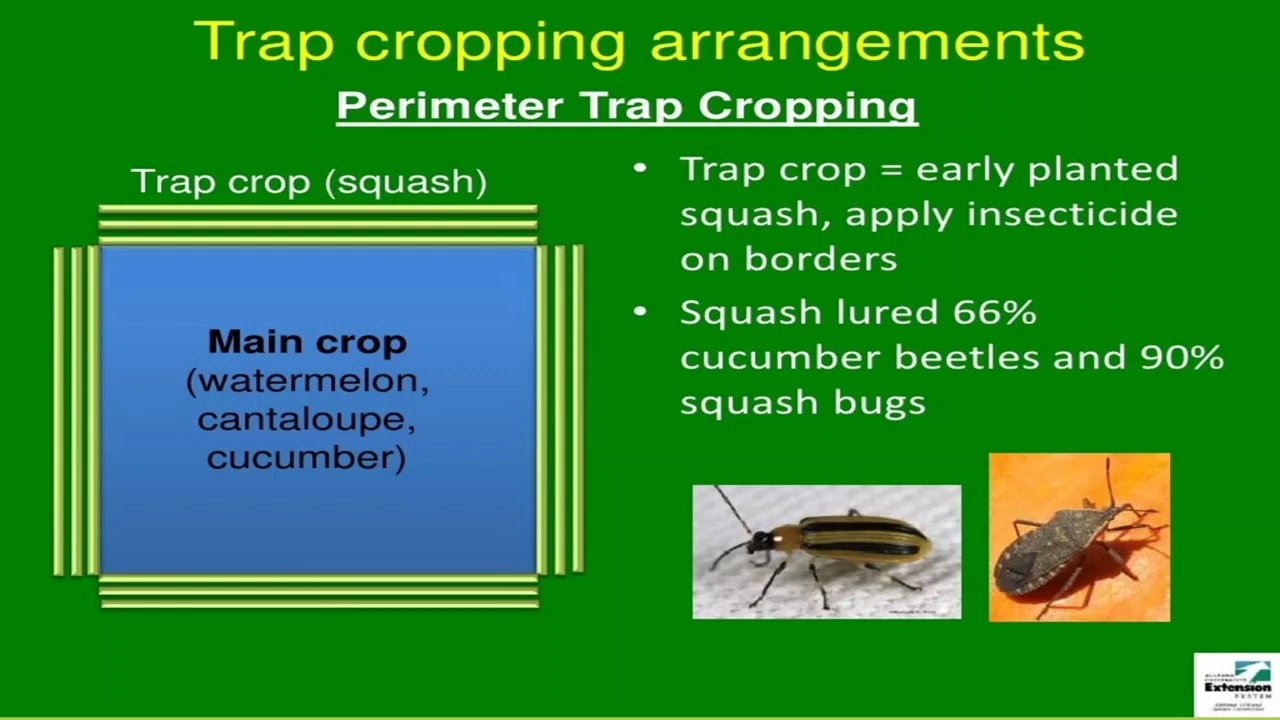 Trap cropping arrangements
Perimeter Trap Cropping
Trap crop (squash)
Main crop
(watermelon,
cantaloupe,
cucumber)
• Trap crop = early planted
squash, apply insecticide
on borders
• Squash lured 66%
cucumber beetles and 90%
squash bugs
Extension
SYSTEM